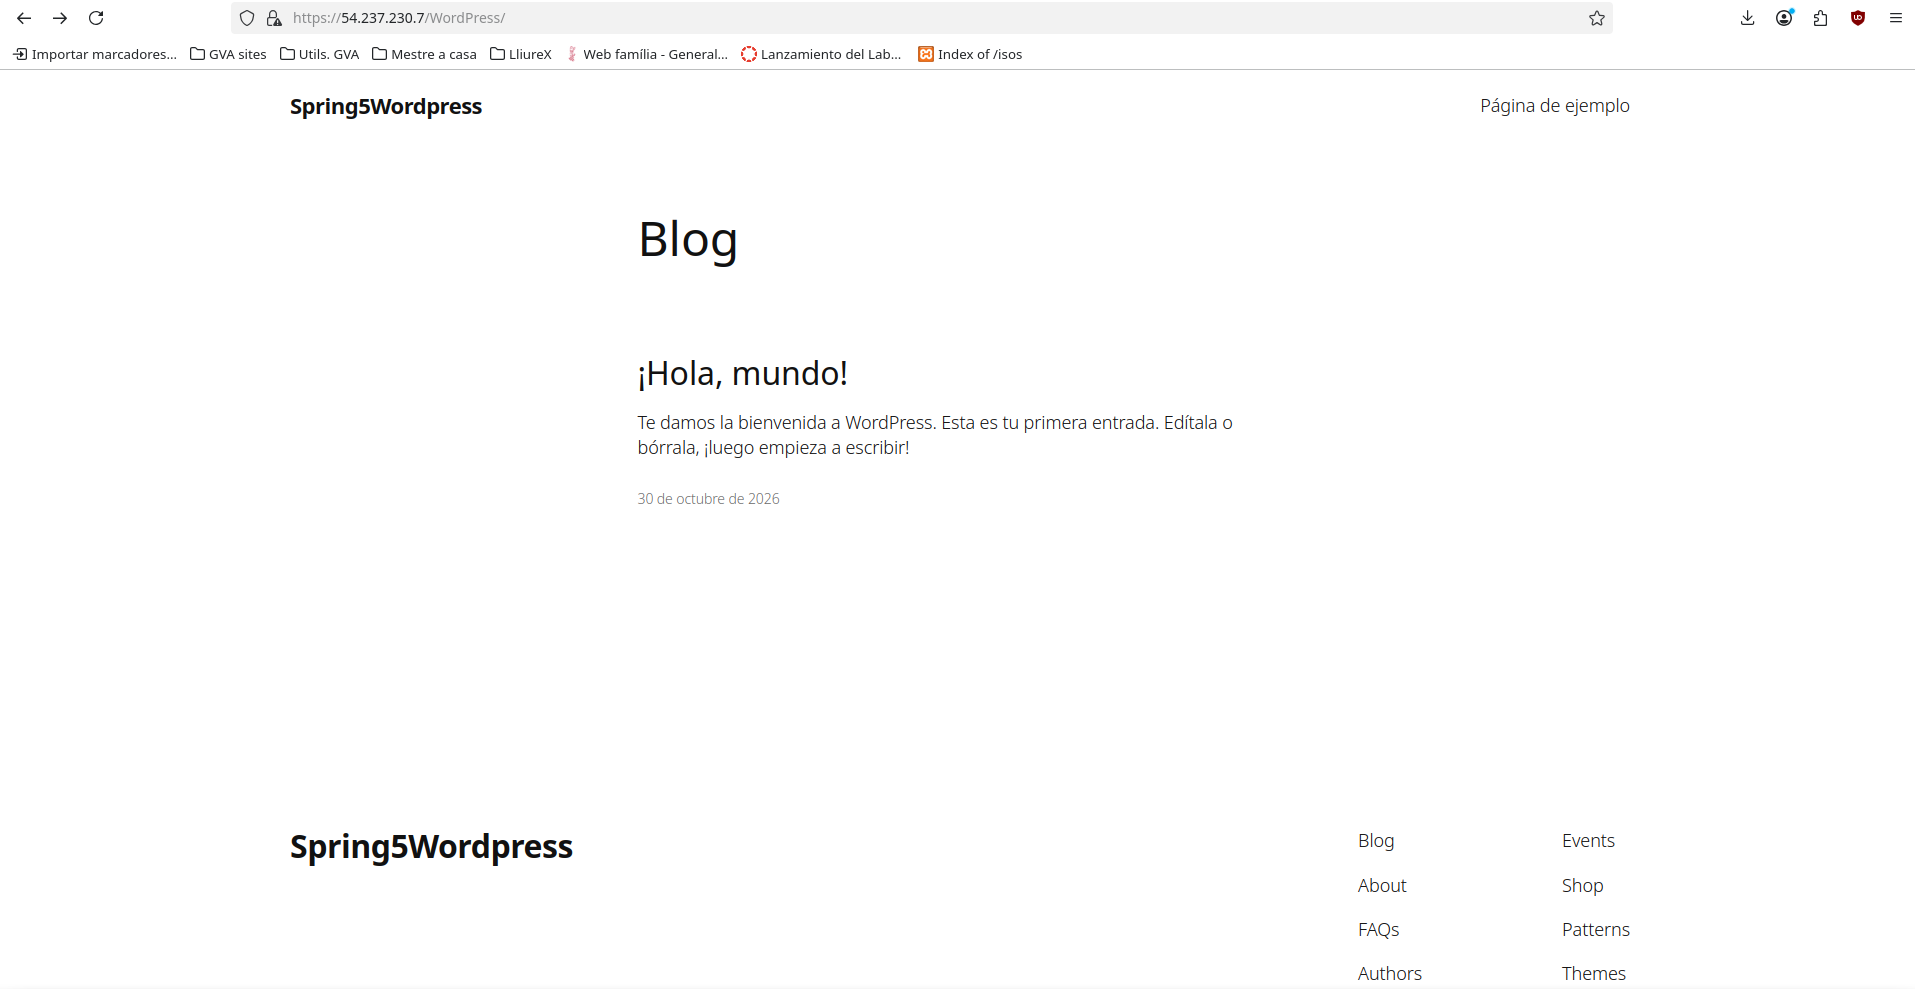 https://54.237.230.7/WordPress/
Importar marcadores... GVA sites Utils. GVA Mestre a casa LliureX Web família - General... Lanzamiento del Lab... Index of /isos
Spring5Wordpress Página de ejemplo
Blog
¡Hola, mundo!
Te damos la bienvenida a WordPress. Esta es tu primera entrada. Edítala o
bórrala, ¡luego empieza a escribir!
30 de octubre de 2026
Spring5Wordpress
Blog Events
About Shop
FAQs Patterns
Authors Themes